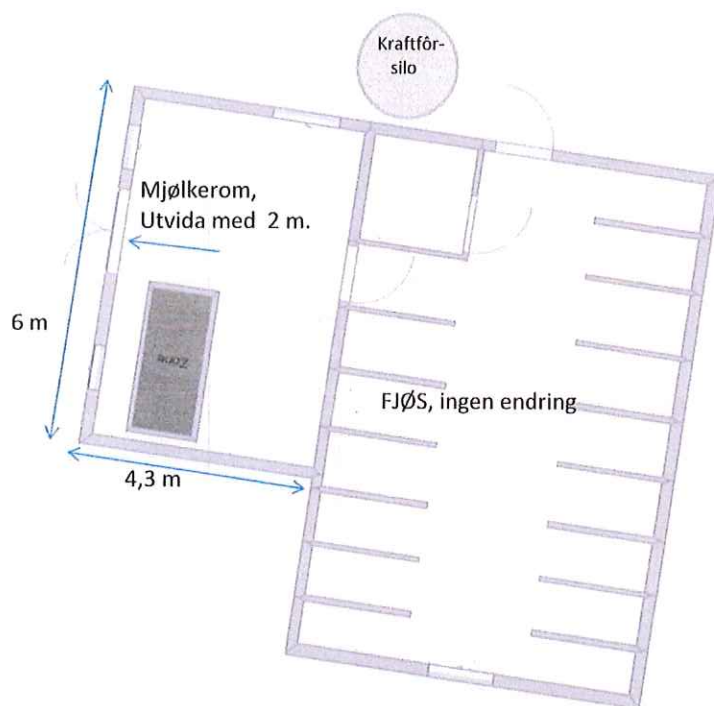 Kraftfôr-
silo
Mjølkerom,
Utvida med 2 m.
6 m
FJØS, ingen endring
4,3 m